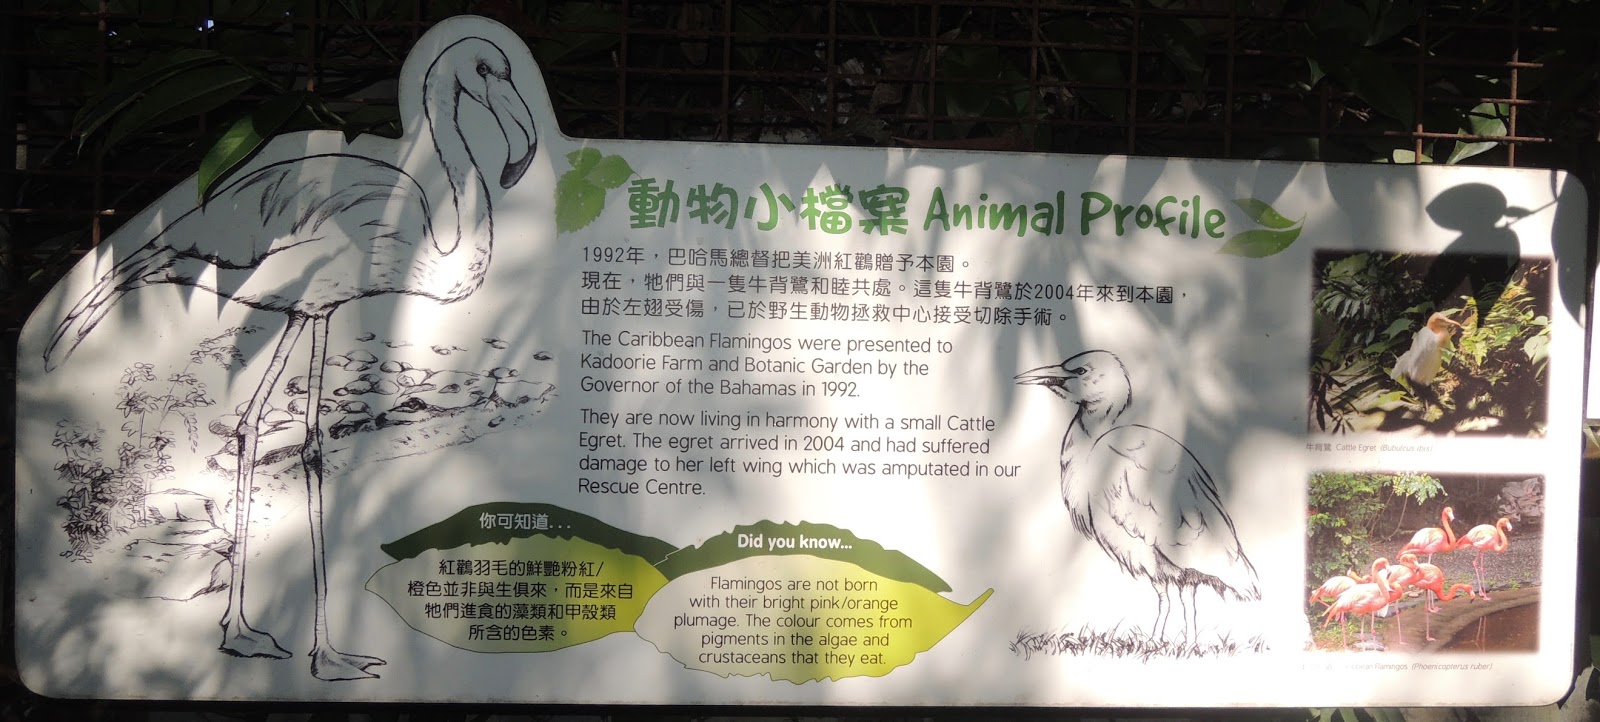 動物小檔案 Animal Profile
1992年，巴哈馬總督把美洲紅鸛贈予本園。
現在，牠們與一隻牛背鷺和睦共處。這隻牛背鷺於2004年來到本園，
由於左翅受傷，已於野生動物拯救中心接受切除手術。
The Caribbean Flamingos were presented to
Kadoorie Farm and Botanic Garden by the
Governor of the Bahamas in 1992.
They are now living in harmony with a small Cattle
Egret. The egret arrived in 2004 and had suffered
damage to her left wing which was amputated in our
Rescue Centre.
你可知道...
紅鸛羽毛的鮮艷粉紅/
橙色並非與生俱來，而是來自
牠們進食的藻類和甲殼類
所含的色素。
Did you know...
Flamingos are not born
with their bright pink/orange
plumage. The colour comes from
pigments in the algae and
crustaceans that they eat.
牛背鷺 Cattle Egret (Bubulcus ibis)
Flamingos (Phoenicopterus ruber)